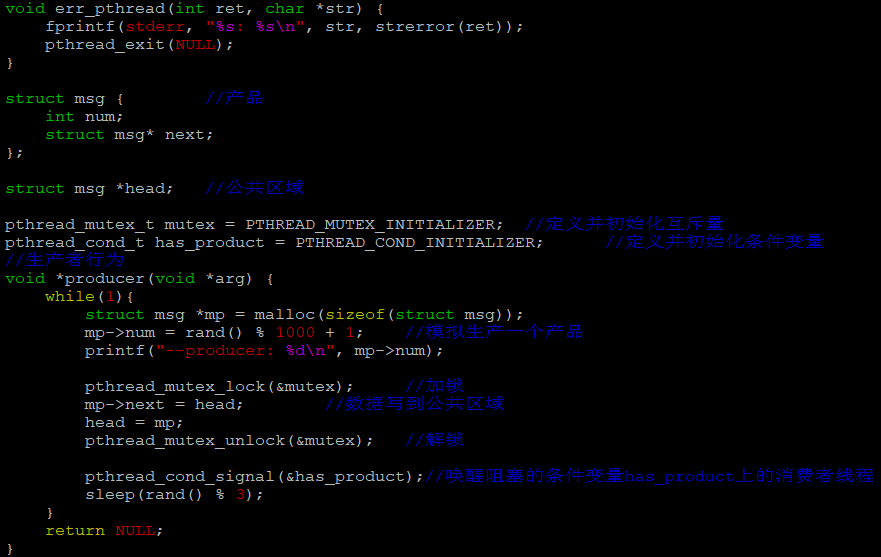 void err_pthread(int ret, char *str) {
    fprintf(stderr, "%s: %s\n", str, strerror(ret));
    pthread_exit(NULL);
}

struct msg {        //产品
    int num;
    struct msg* next;
};

struct msg *head;   //公共区域

pthread_mutex_t mutex = PTHREAD_MUTEX_INITIALIZER;  //定义并初始化互斥量
pthread_cond_t has_product = PTHREAD_COND_INITIALIZER;      //定义并初始化条件变量
//生产者行为
void *producer(void *arg) {
    while(1){
        struct msg *mp = malloc(sizeof(struct msg));
        mp->num = rand() % 1000 + 1;    //模拟生产一个产品
        printf("--producer: %d\n", mp->num);

        pthread_mutex_lock(&mutex);     //加锁
        mp->next = head;        //数据写到公共区域
        head = mp;
        pthread_mutex_unlock(&mutex);   //解锁

        pthread_cond_signal(&has_product);//唤醒阻塞的条件变量has_product上的消费者线程
        sleep(rand() % 3);
    }
    return NULL;
}